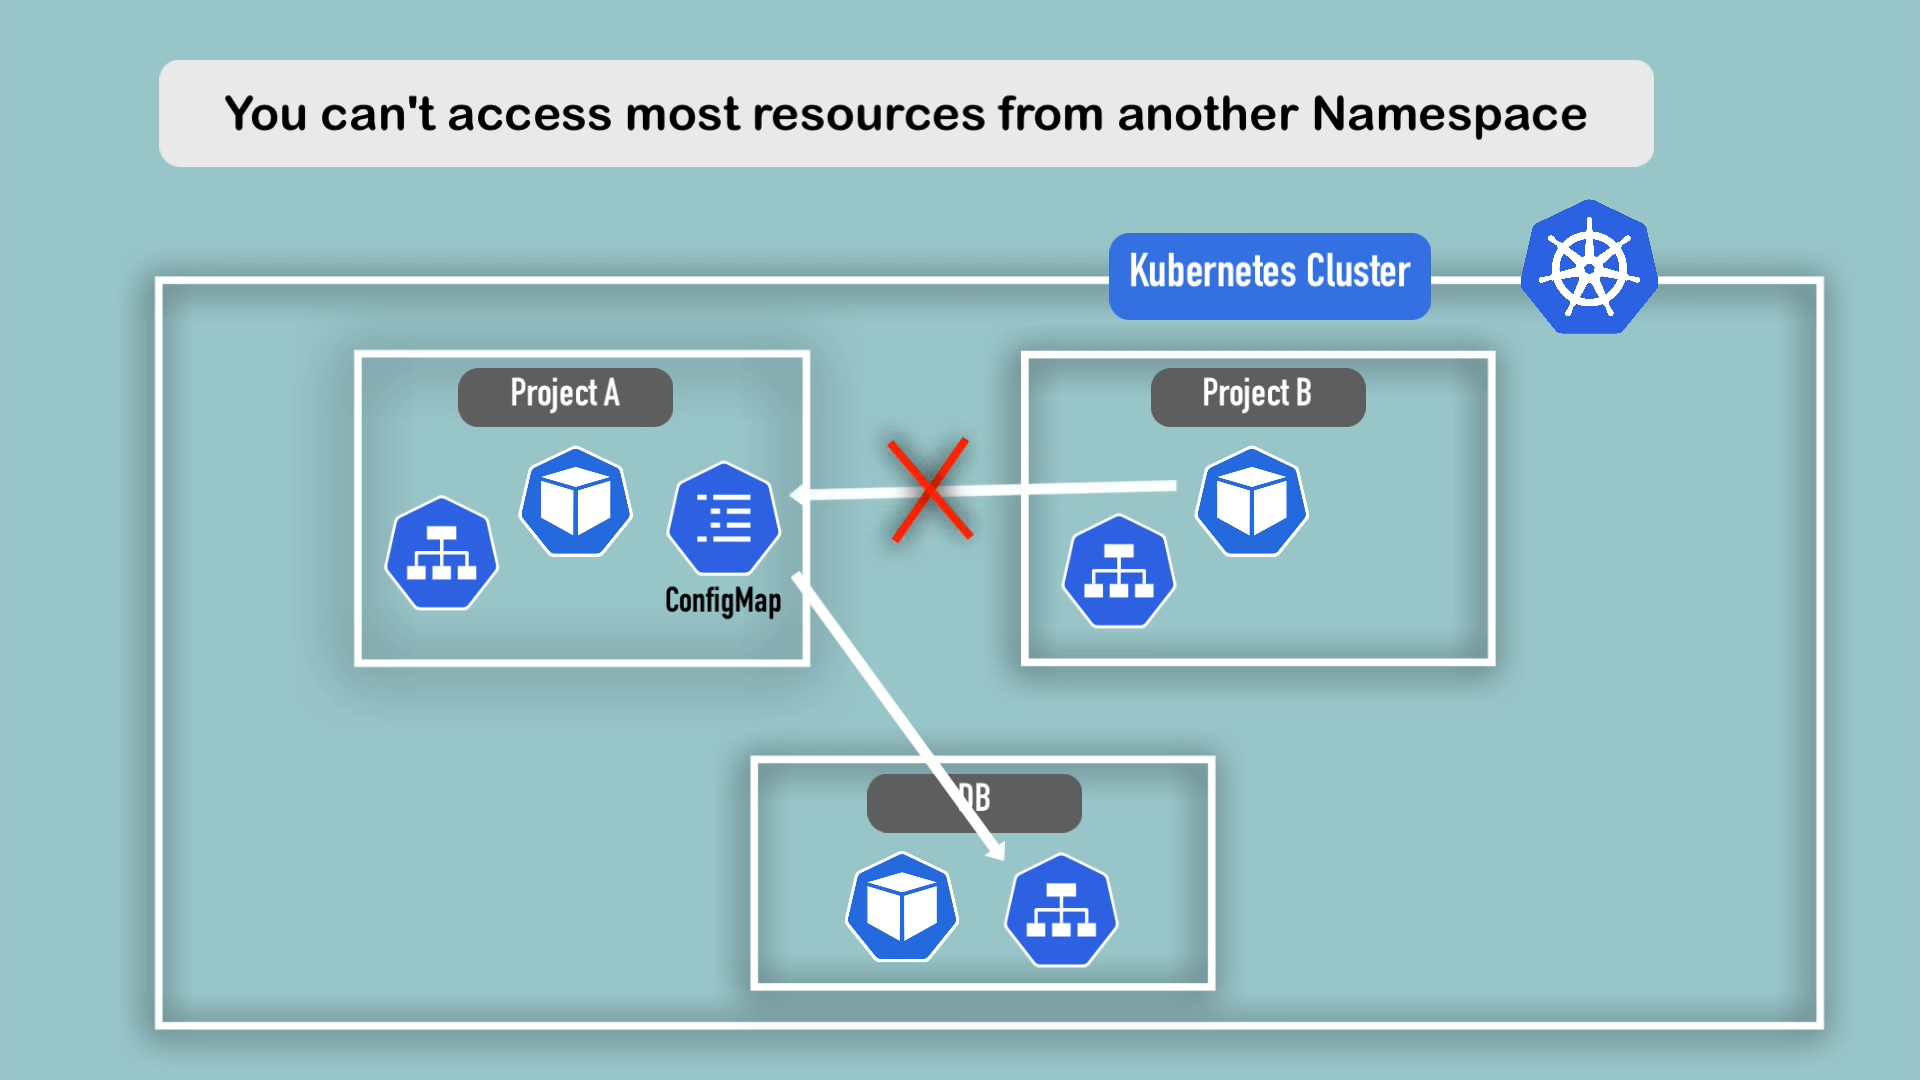 You can't access most resources from another Namespace
Kubernetes Cluster
Project A
Project B
ConfigMap
DB